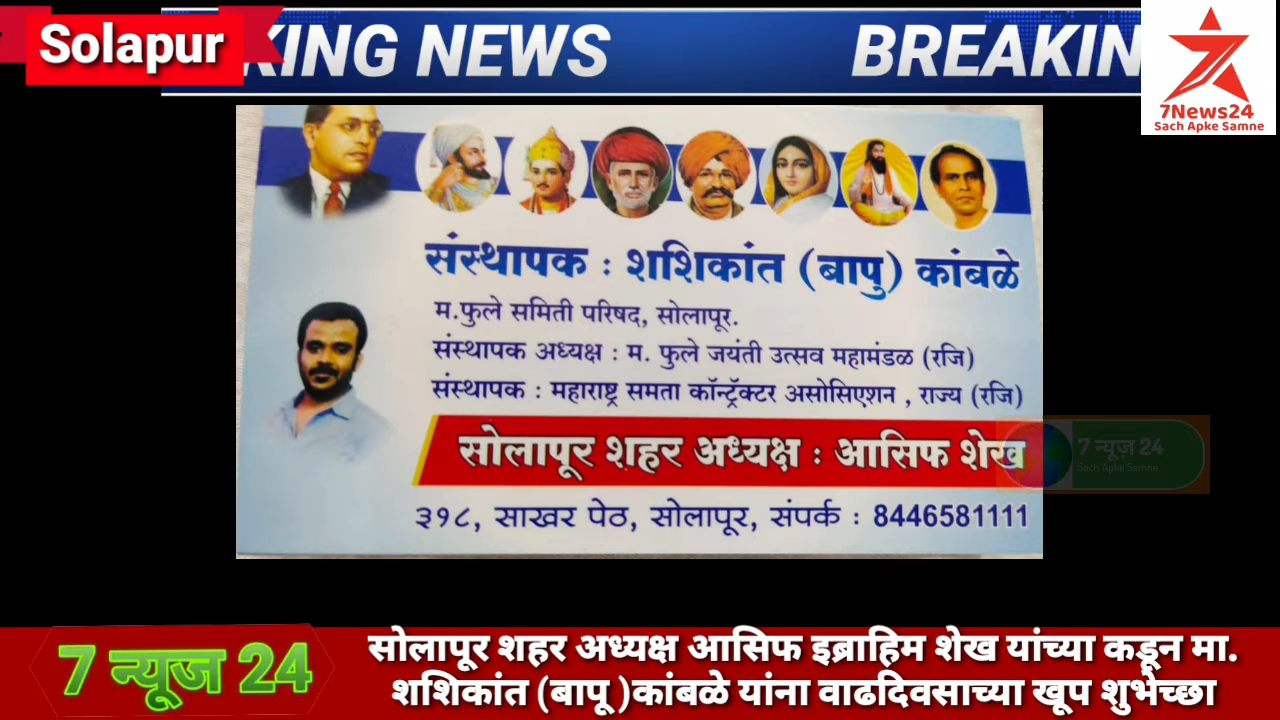 Solapur
KING NEWS
BREAKIN
7News24
Sach Apke Samne
संस्थापक : शशिकांत (बापु) कांबळे
म.फुले समिती परिषद, सोलापूर.
संस्थापक अध्यक्ष : म. फुले जयंती उत्सव महामंडळ (रजि)
संस्थापक : महाराष्ट्र समता कॉन्ट्रॅक्टर असोसिएशन , राज्य (रजि)
सोलापूर शहर अध्यक्ष : आसिफ शेख
7 न्यूज़ 24
Sach Apke Samne
३१८, साखर पेठ, सोलापूर, संपर्क : 8446581111
7 न्यूज 24
सोलापूर शहर अध्यक्ष आसिफ इब्राहिम शेख यांच्या कडून मा.
शशिकांत (बापू )कांबळे यांना वाढदिवसाच्या खूप शुभेच्छा